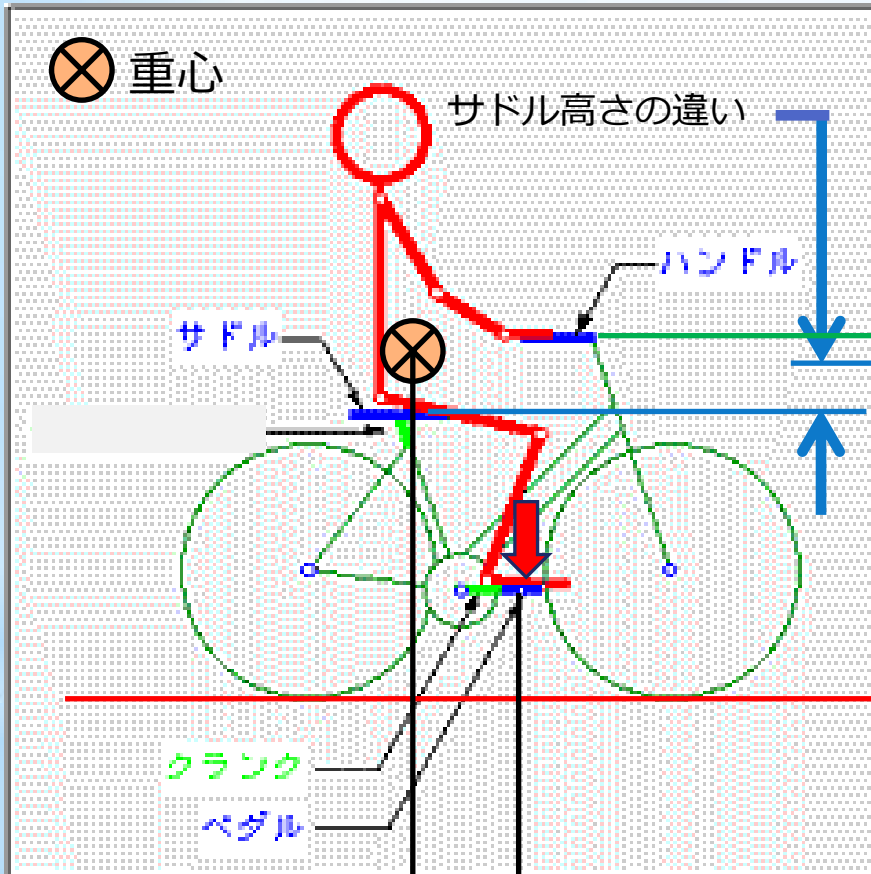 重心
サドル高さの違い
ハンドル
サドル
クランク
ペダル